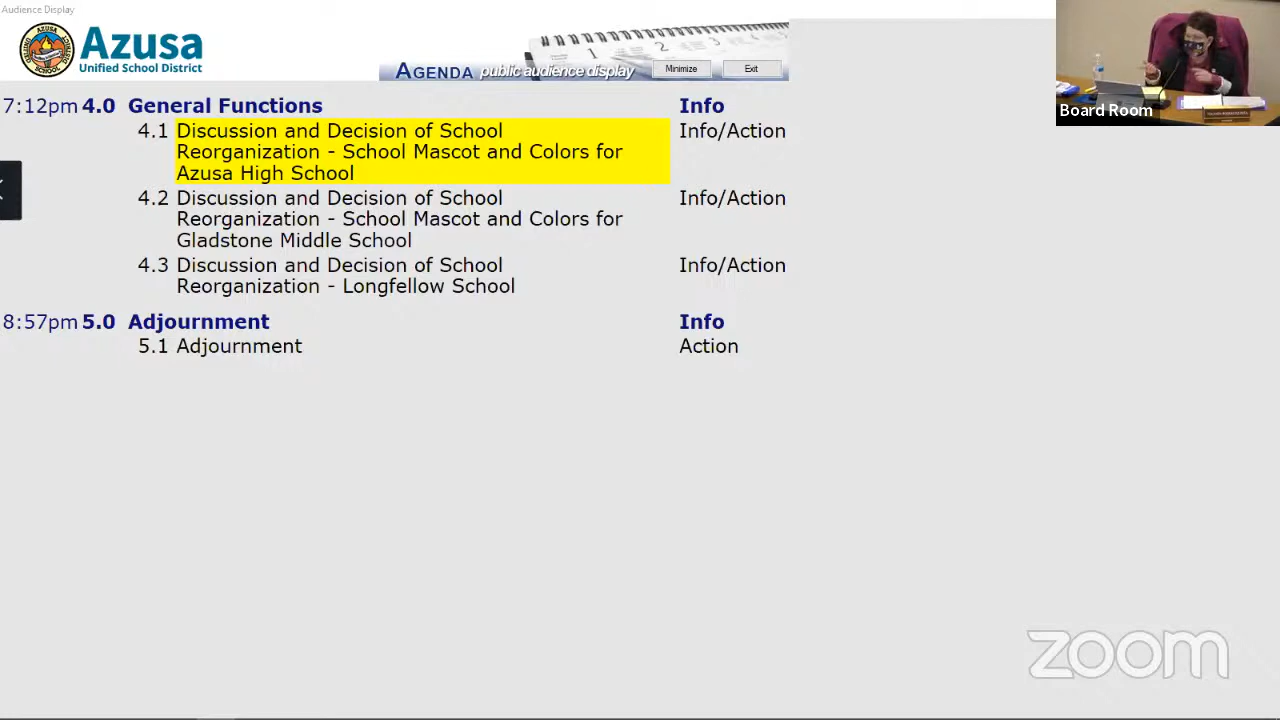 Audience Display
Azusa
Unified School District
AGENDA public audience display
1 2 3 4
Minimize
Exit
Board Room
7:12pm 4.0 General Functions Info
4.1 Discussion and Decision of School Info/Action
Reorganization - School Mascot and Colors for
Azusa High School
4.2 Discussion and Decision of School Info/Action
Reorganization - School Mascot and Colors for
Gladstone Middle School
4.3 Discussion and Decision of School Info/Action
Reorganization - Longfellow School
8:57pm 5.0 Adjournment Info
5.1 Adjournment Action
zoom